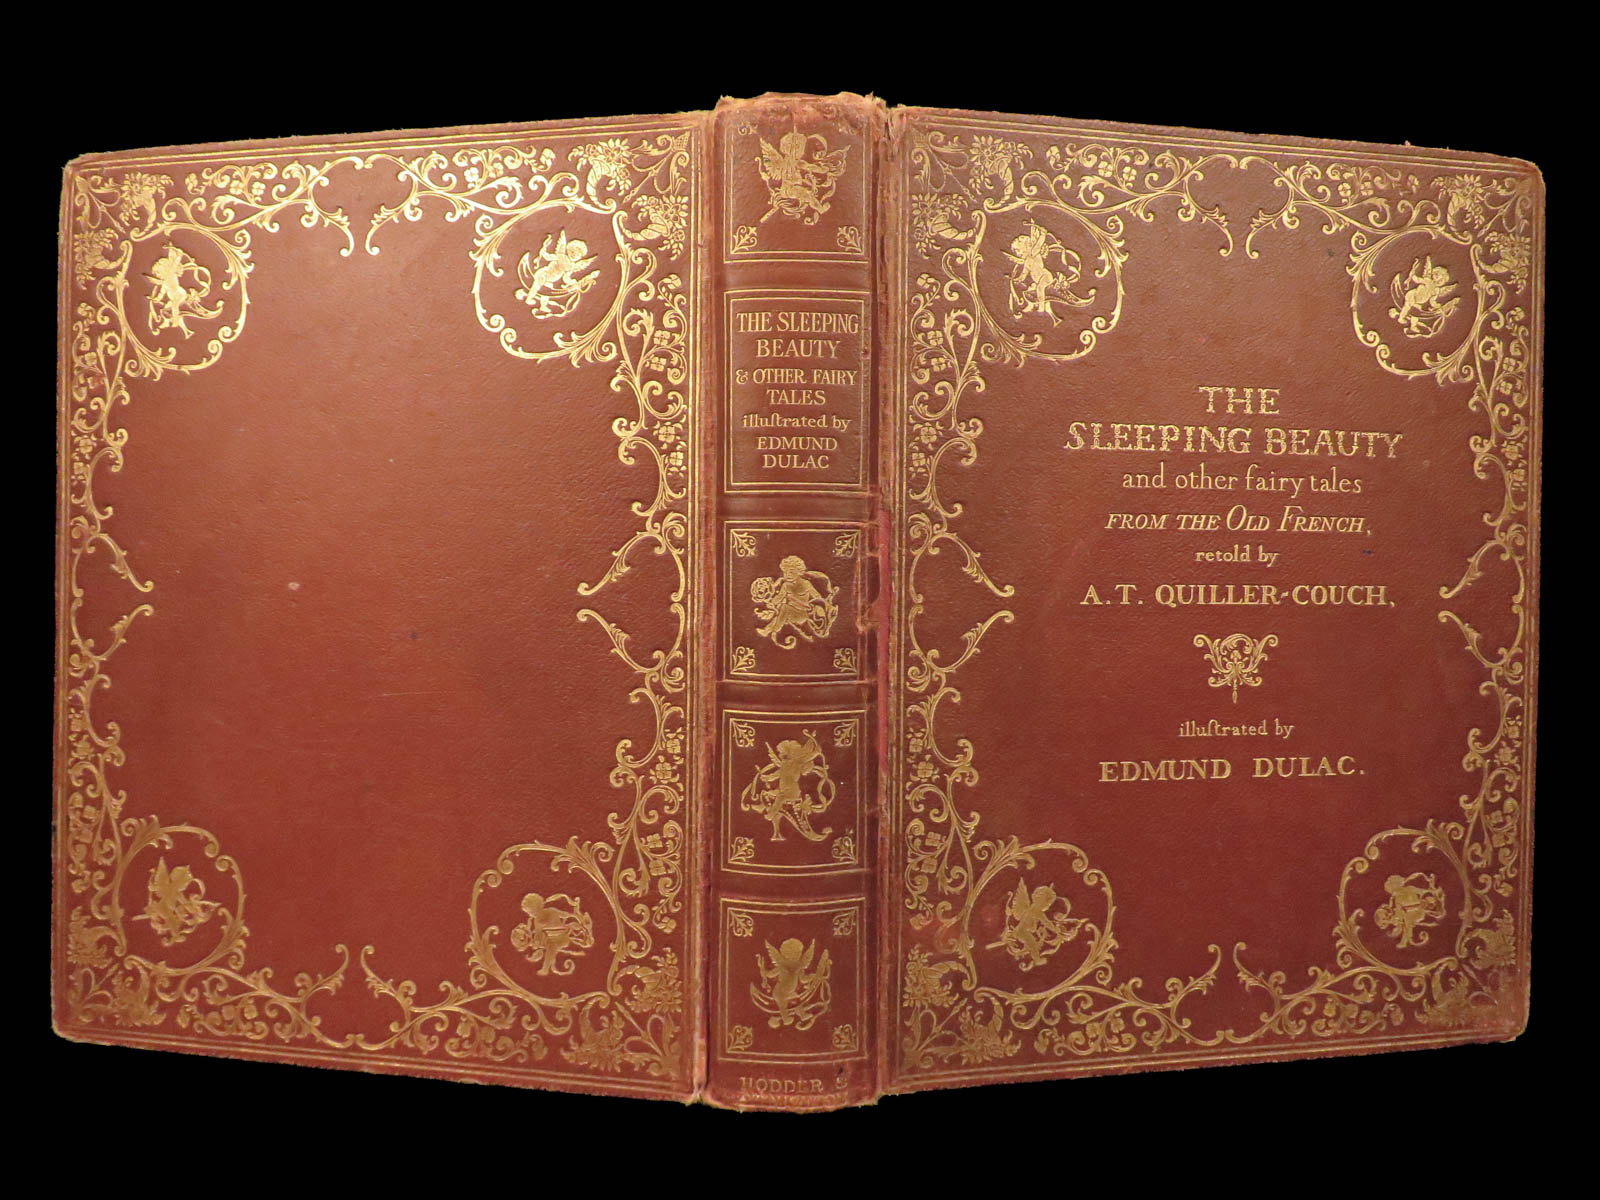 THE SLEEPING
BEAUTY
& OTHER FAIRY
TALES
illuſtrated by
EDMUND
DULAC
HODDER &
STOUGHTON
THE
SLEEPING BEAUTY
and other fairy tales
FROM THE OLD FRENCH,
retold by
A. T. QUILLER-COUCH,
illuſtrated by
EDMUND DULAC.